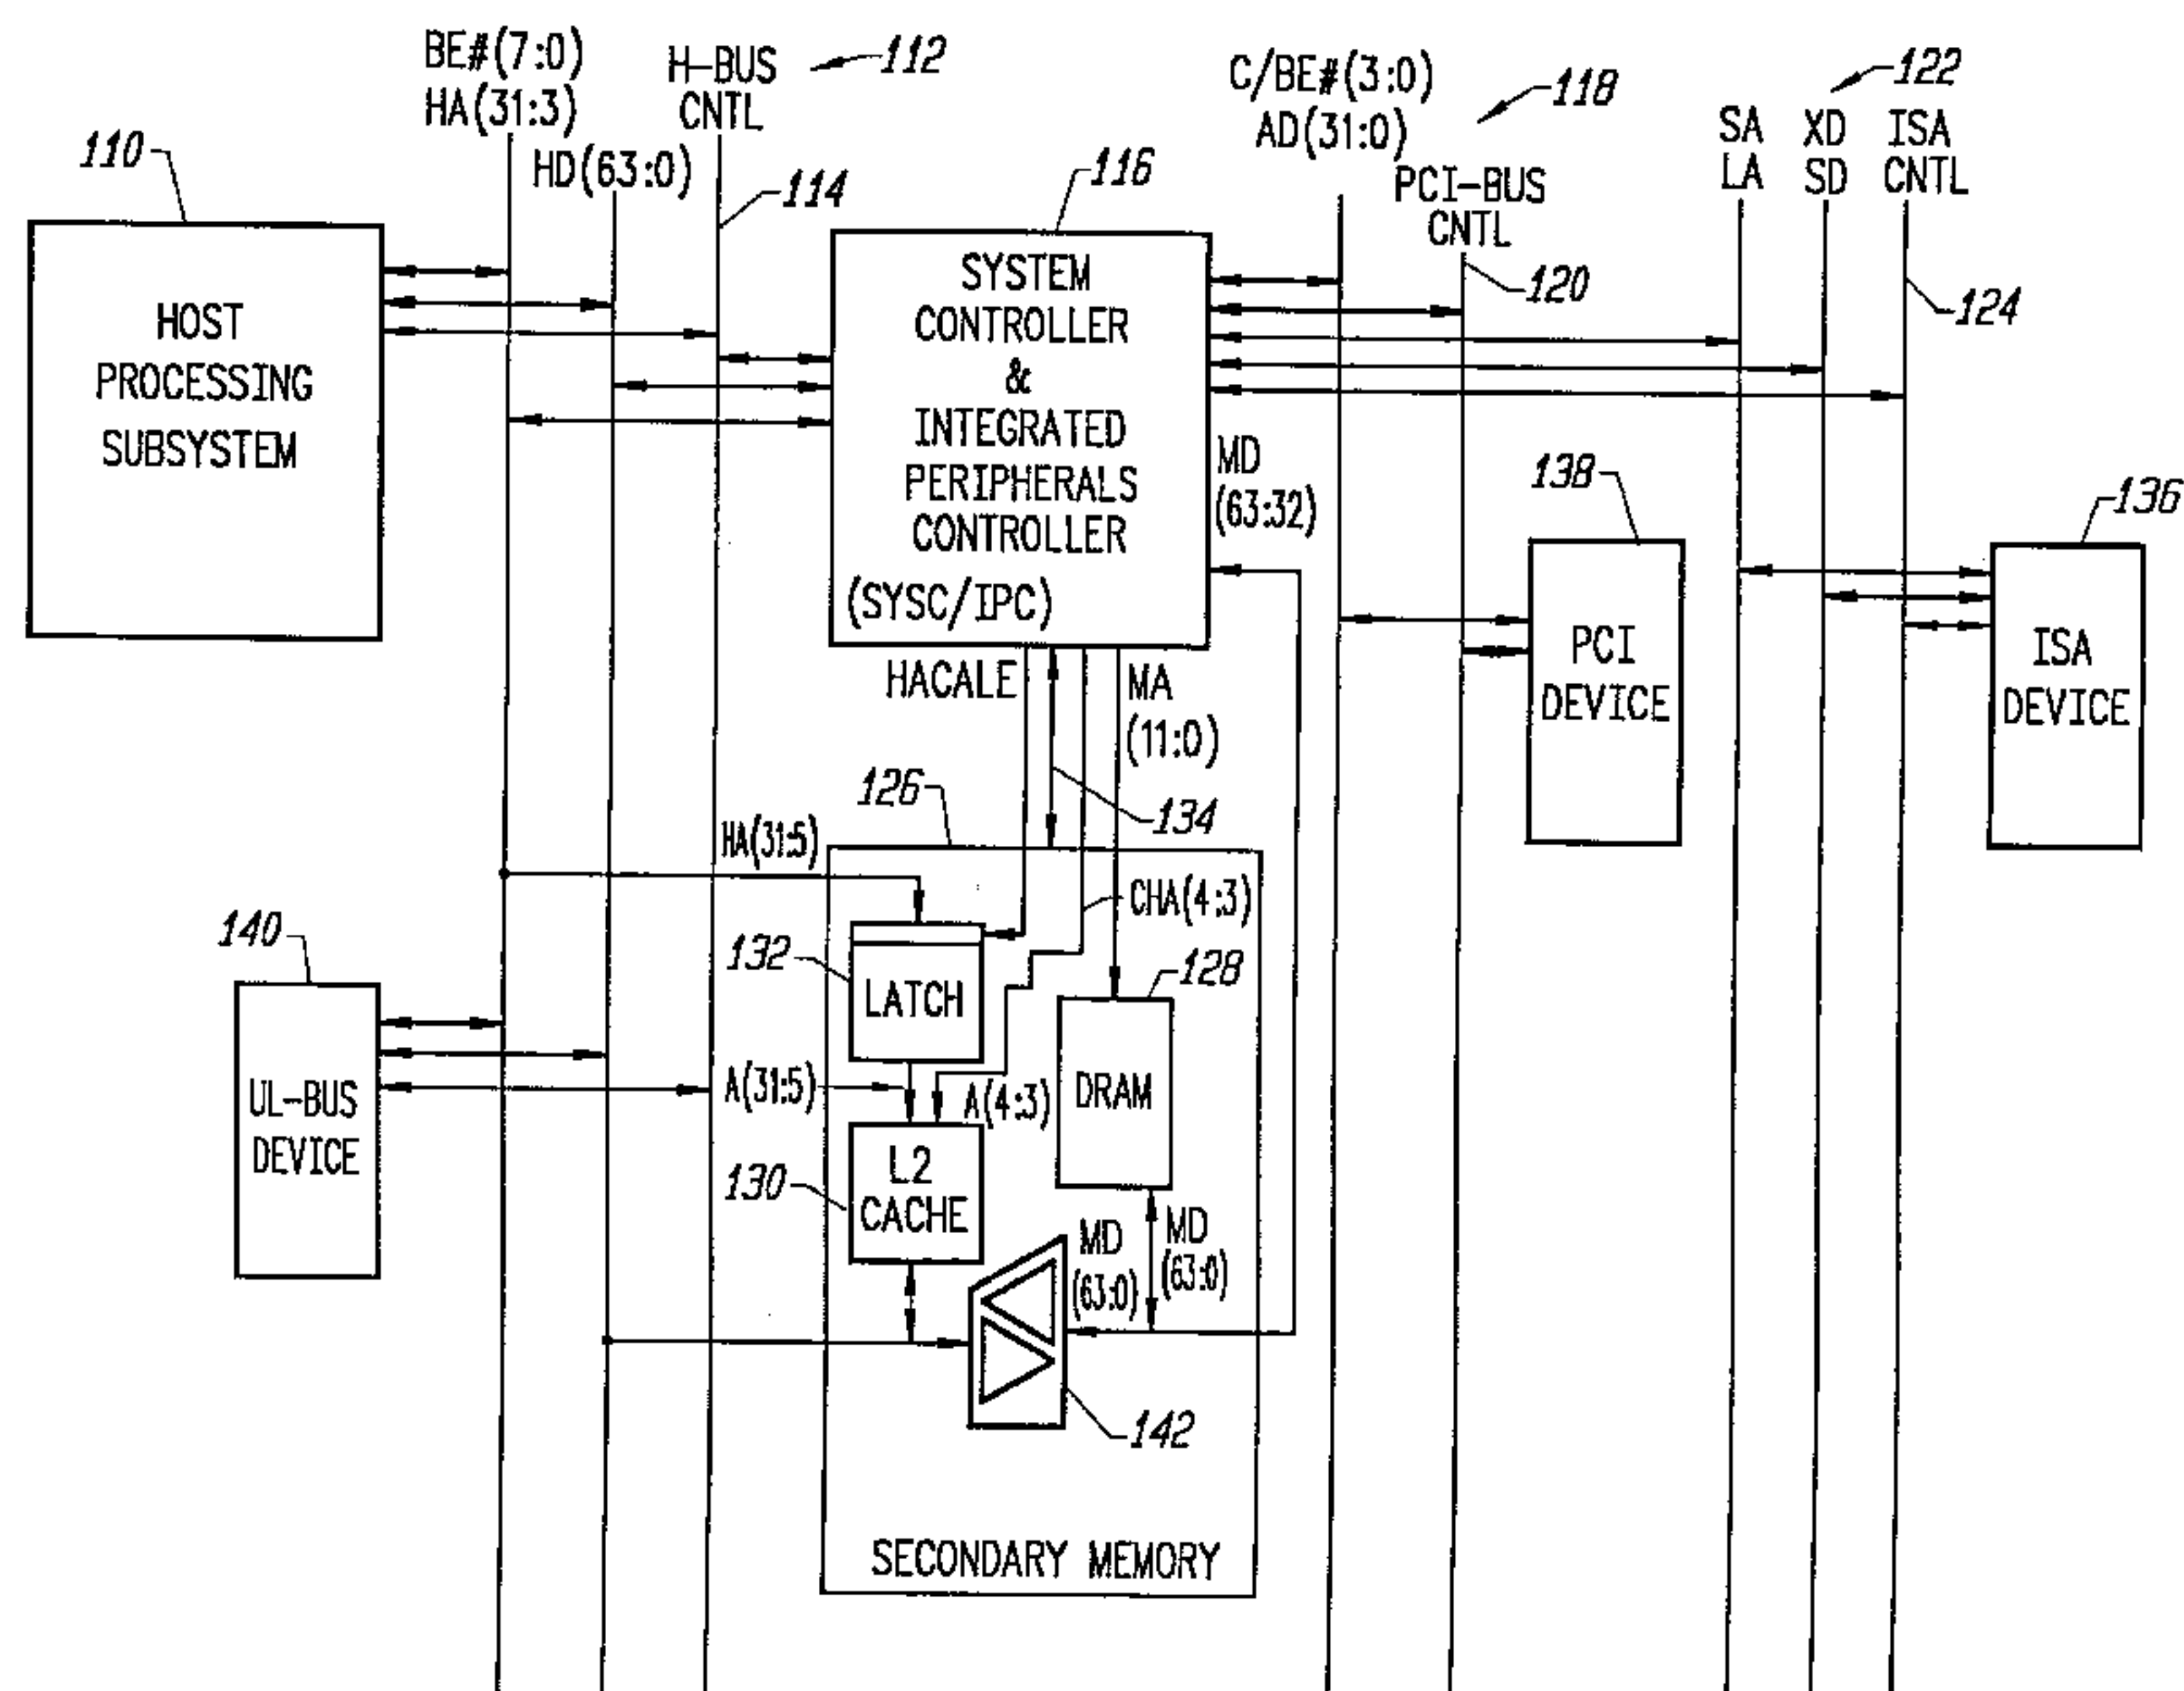 BE#(7:0)
HA(31:3)
HD(63:0)
H-BUS
CNTL
112
114
110
HOST
PROCESSING
SUBSYSTEM
116
SYSTEM
CONTROLLER
&
INTEGRATED
PERIPHERALS
CONTROLLER
(SYSC/IPC)
C/BE#(3:0)
AD(31:0)
118
PCI-BUS
CNTL
120
122
SA
LA
XD
SD
ISA
CNTL
124
MD
(63:32)
138
PCI
DEVICE
136
ISA
DEVICE
HACALE
MA
(11:0)
134
126
HA(31:5)
CHA(4:3)
132
LATCH
128
DRAM
A(31:5)
A(4:3)
130
L2
CACHE
MD
(63:0)
MD
(63:0)
142
SECONDARY MEMORY
140
UL-BUS
DEVICE